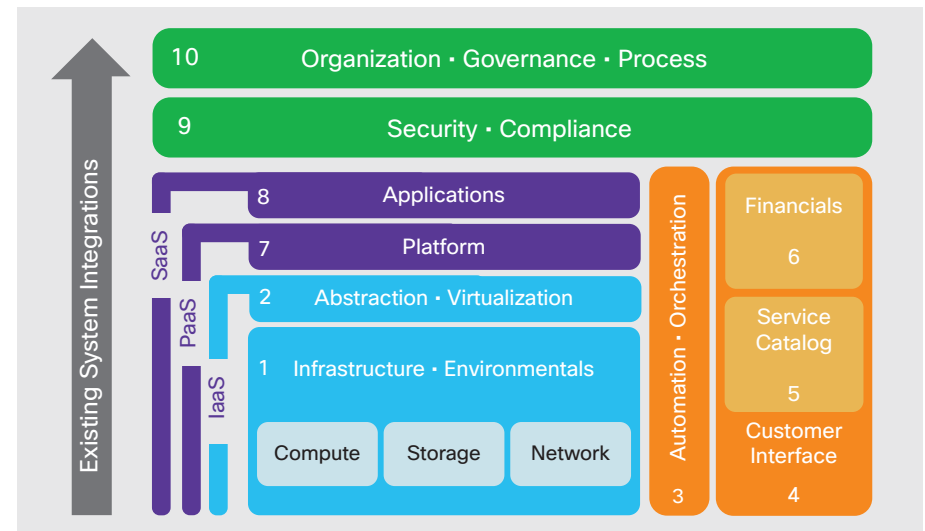 10
Organization · Governance · Process
9
Security · Compliance
Existing System Integrations
SaaS
PaaS
IaaS
8
Applications
7
Platform
2
Abstraction · Virtualization
1
Infrastructure · Environmentals
Compute
Storage
Network
Automation · Orchestration
3
Financials
6
Service
Catalog
5
Customer
Interface
4